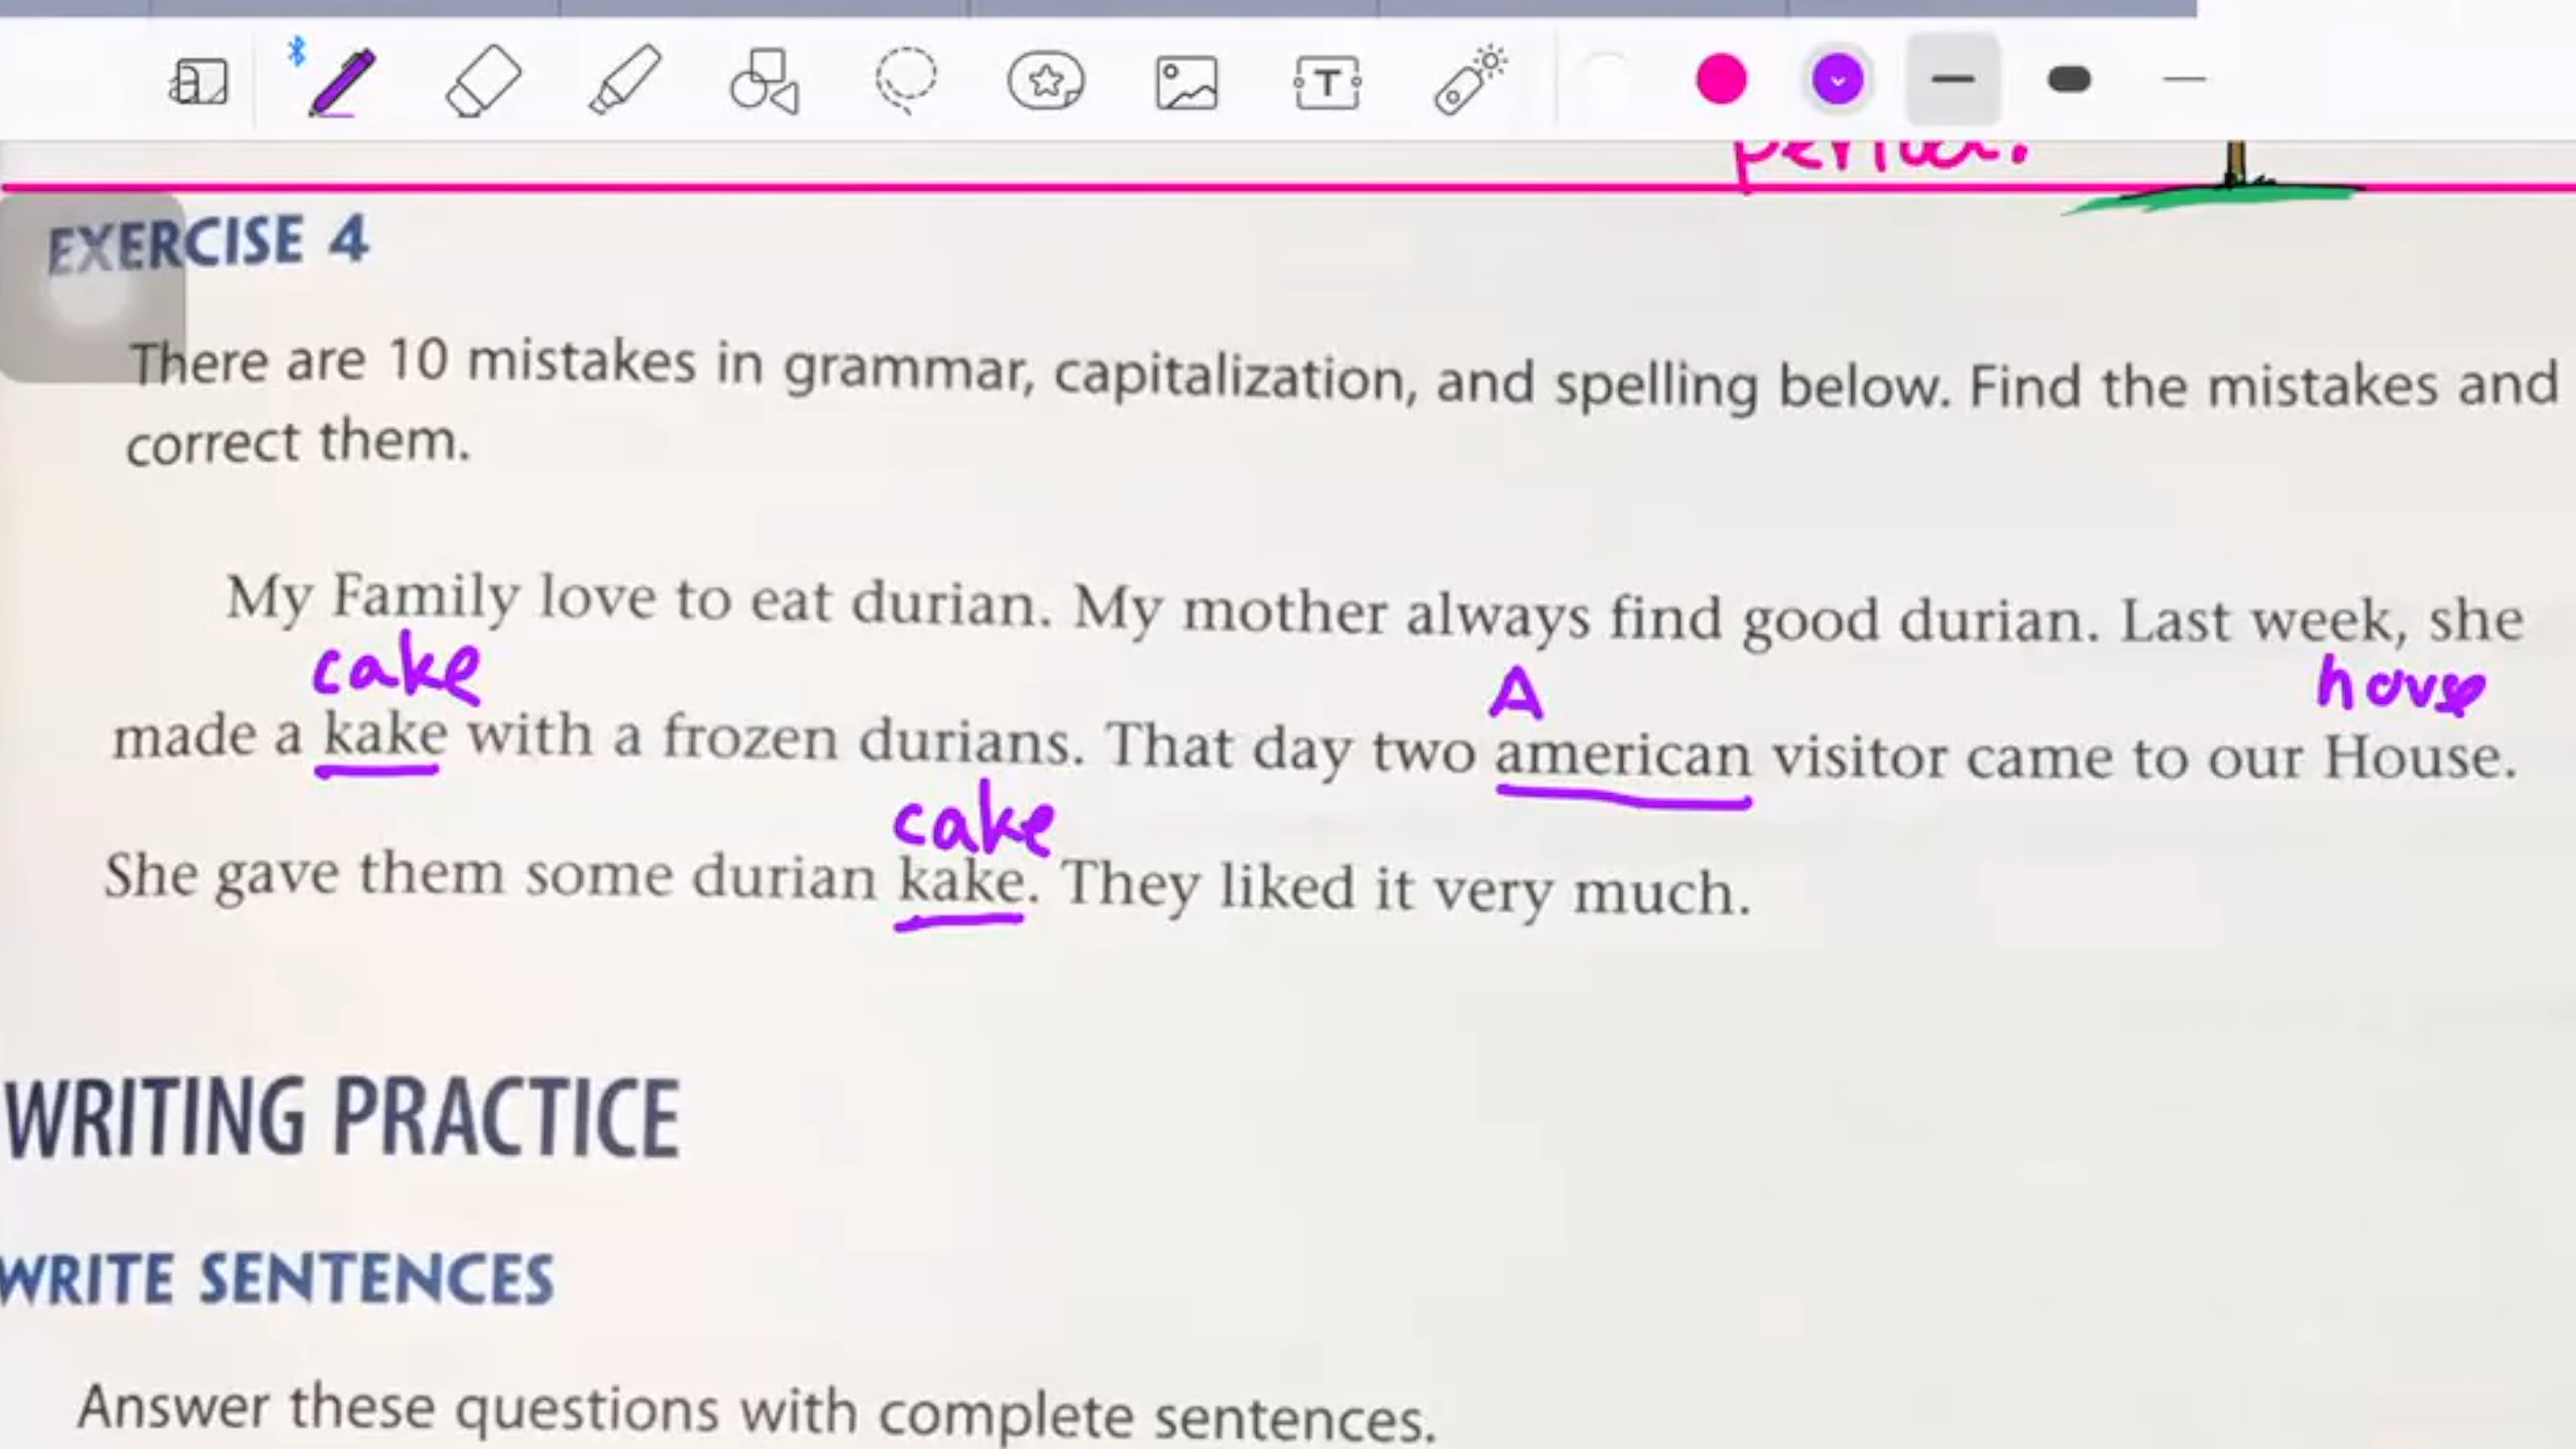 EXERCISE 4
There are 10 mistakes in grammar, capitalization, and spelling below. Find the mistakes and
correct them.
My Family love to eat durian. My mother always find good durian. Last week, she
cake A house
made a kake with a frozen durians. That day two american visitor came to our House.
cake
She gave them some durian kake. They liked it very much.
WRITING PRACTICE
WRITE SENTENCES
Answer these questions with complete sentences.